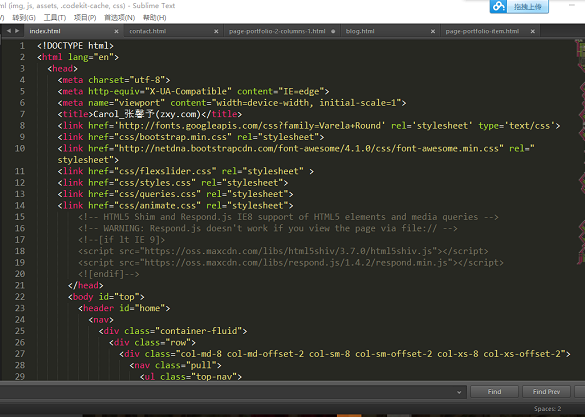 ml (img, js, assets, .codekit-cache, css) - Sublime Text
拖拽上传
转到(G) 工具(T) 项目(P) 首选项(N) 帮助(H)
index.html contact.html page-portfolio-2-columns-1.html blog.html page-portfolio-item.html
1 <!DOCTYPE html>
2 <html lang="en">
3 <head>
4 <meta charset="utf-8">
5 <meta http-equiv="X-UA-Compatible" content="IE=edge">
6 <meta name="viewport" content="width=device-width, initial-scale=1">
7 <title>Carol_张馨予(zxy.com)</title>
8 <link href='http://fonts.googleapis.com/css?family=Varela+Round' rel='stylesheet' type='text/css'>
9 <link href="css/bootstrap.min.css" rel="stylesheet">
10 <link href="http://netdna.bootstrapcdn.com/font-awesome/4.1.0/css/font-awesome.min.css" rel="
stylesheet">
11 <link href="css/flexslider.css" rel="stylesheet" >
12 <link href="css/styles.css" rel="stylesheet">
13 <link href="css/queries.css" rel="stylesheet">
14 <link href="css/animate.css" rel="stylesheet">
15 <!-- HTML5 Shim and Respond.js IE8 support of HTML5 elements and media queries -->
16 <!-- WARNING: Respond.js doesn't work if you view the page via file:// -->
17 <!--[if lt IE 9]>
18 <script src="https://oss.maxcdn.com/libs/html5shiv/3.7.0/html5shiv.js"></script>
19 <script src="https://oss.maxcdn.com/libs/respond.js/1.4.2/respond.min.js"></script>
20 <![endif]-->
21 </head>
22 <body id="top">
23 <header id="home">
24 <nav>
25 <div class="container-fluid">
26 <div class="row">
27 <div class="col-md-8 col-md-offset-2 col-sm-8 col-sm-offset-2 col-xs-8 col-xs-offset-2">
28 <nav class="pull">
29 <ul class="top-nav">
Find Find Prev
Spaces: 2